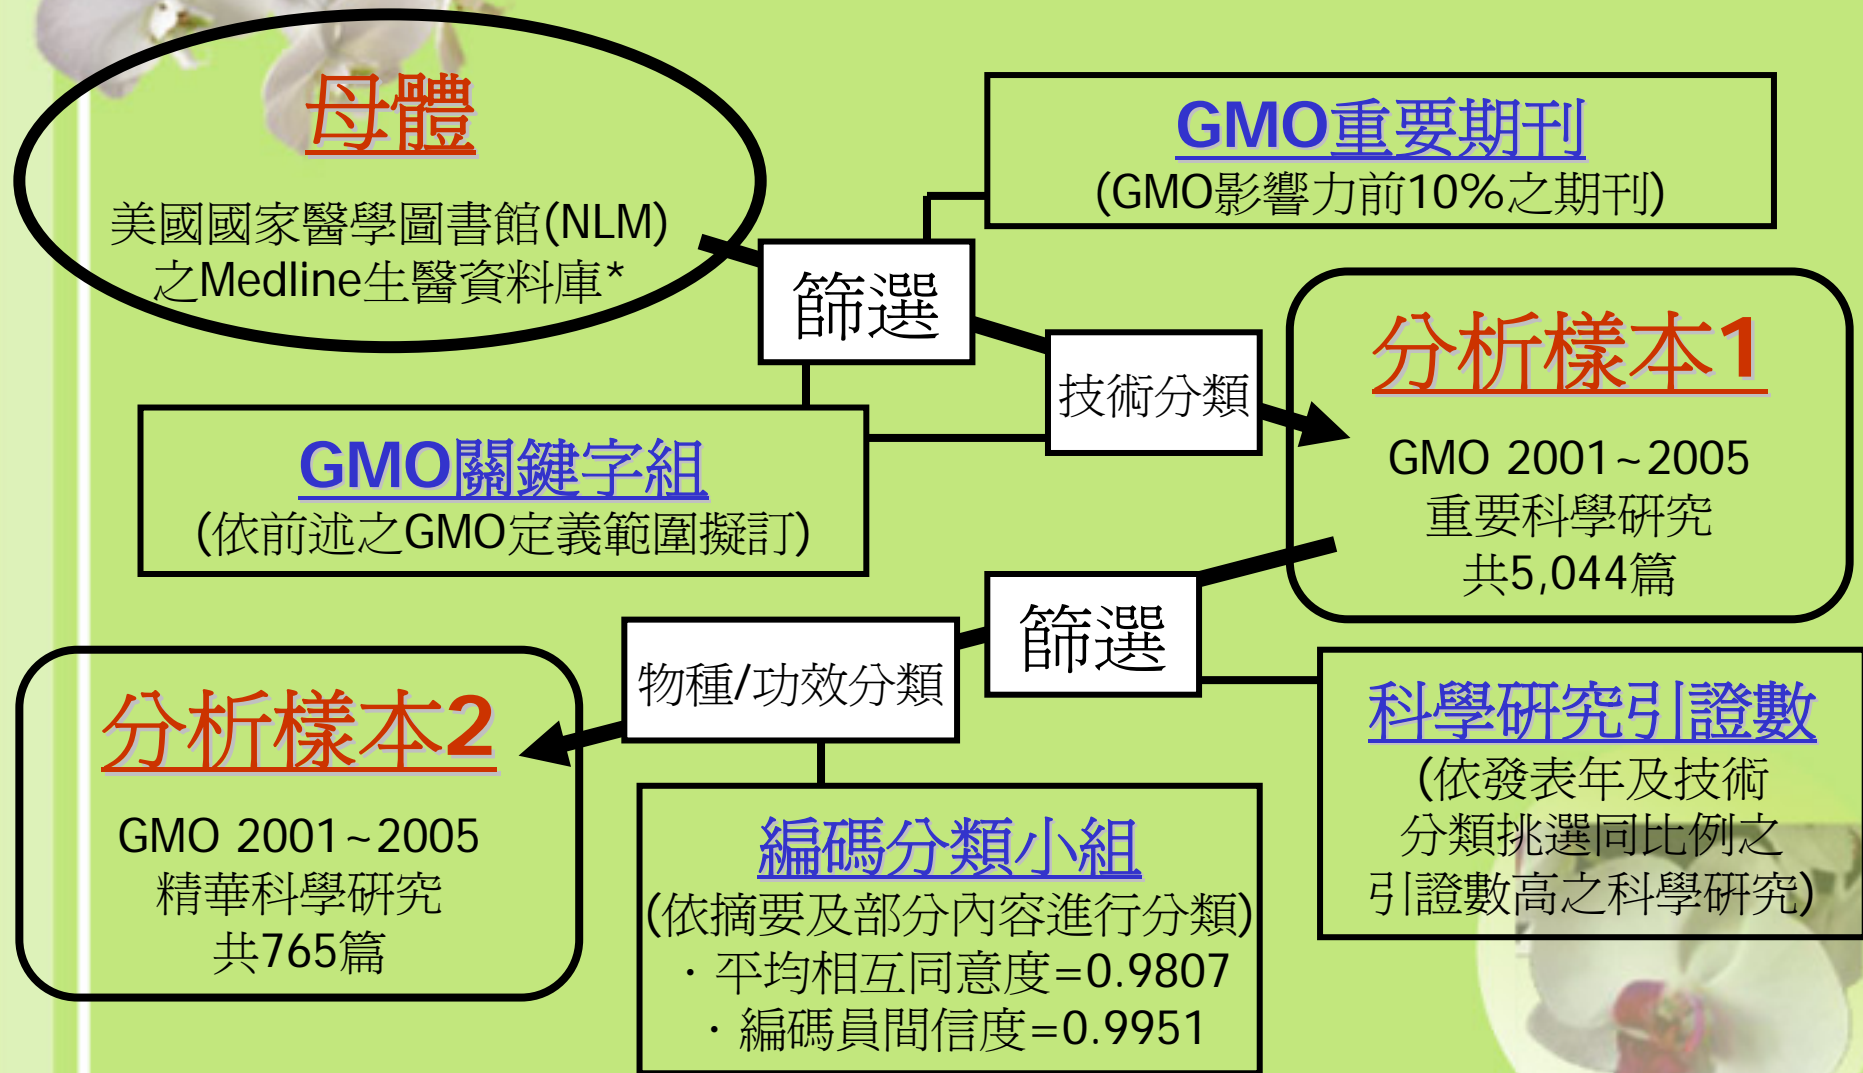 母體
美國國家醫學圖書館(NLM)
之Medline生醫資料庫*
GMO重要期刊
(GMO影響力前10%之期刊)
篩選
技術分類
GMO關鍵字組
(依前述之GMO定義範圍擬訂)
分析樣本1
GMO 2001~2005
重要科學研究
共5,044篇
篩選
物種/功效分類
科學研究引證數
(依發表年及技術
分類挑選同比例之
引證數高之科學研究)
編碼分類小組
(依摘要及部分內容進行分類)
．平均相互同意度=0.9807
．編碼員間信度=0.9951
分析樣本2
GMO 2001~2005
精華科學研究
共765篇